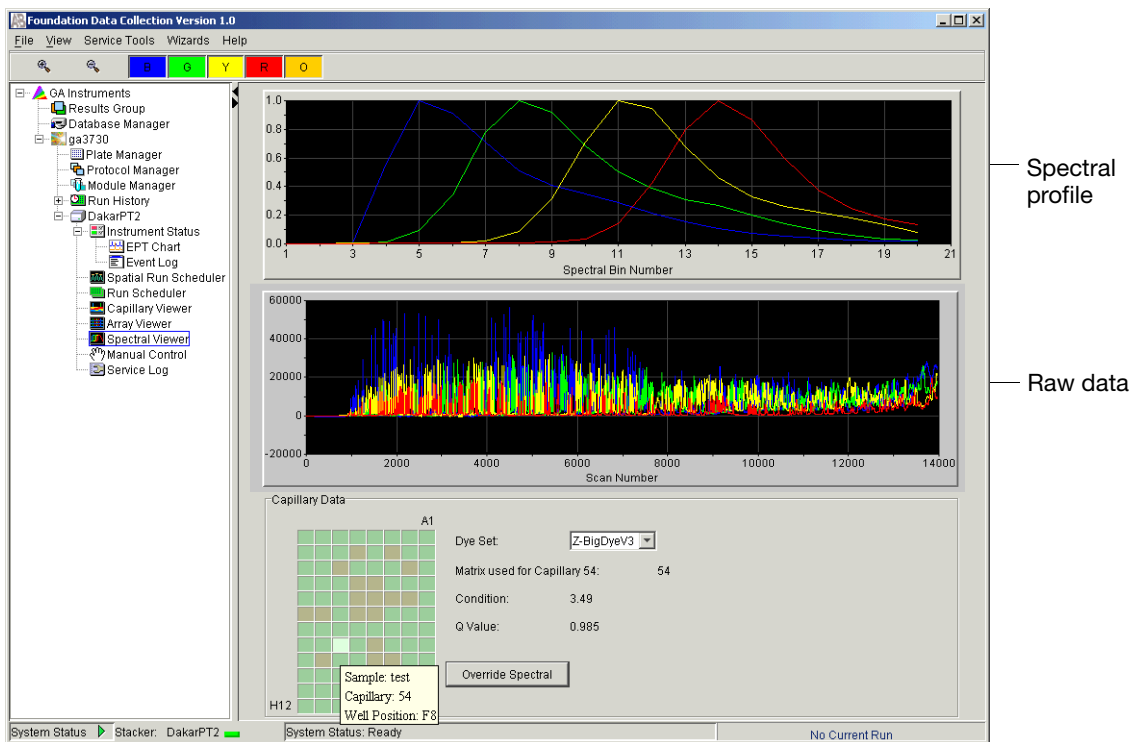 Foundation Data Collection Version 1.0
File View Service Tools Wizards Help
B G Y R O
GA Instruments
Results Group
Database Manager
ga3730
Plate Manager
Protocol Manager
Module Manager
Run History
DakarPT2
Instrument Status
EPT Chart
Event Log
Spatial Run Scheduler
Run Scheduler
Capillary Viewer
Array Viewer
Spectral Viewer
Manual Control
Service Log
1.0
0.8
0.6
0.4
0.2
0.0
1 3 5 7 9 11 13 15 17 19 21
Spectral Bin Number
Spectral
profile
60000
40000
20000
0
-20000
0 2000 4000 6000 8000 10000 12000 14000
Scan Number
Raw data
Capillary Data
A1
H12
Dye Set: Z-BigDyeV3
Matrix used for Capillary 54: 54
Condition: 3.49
Q Value: 0.985
Override Spectral
Sample: test
Capillary: 54
Well Position: F8
System Status Stacker: DakarPT2 System Status: Ready No Current Run